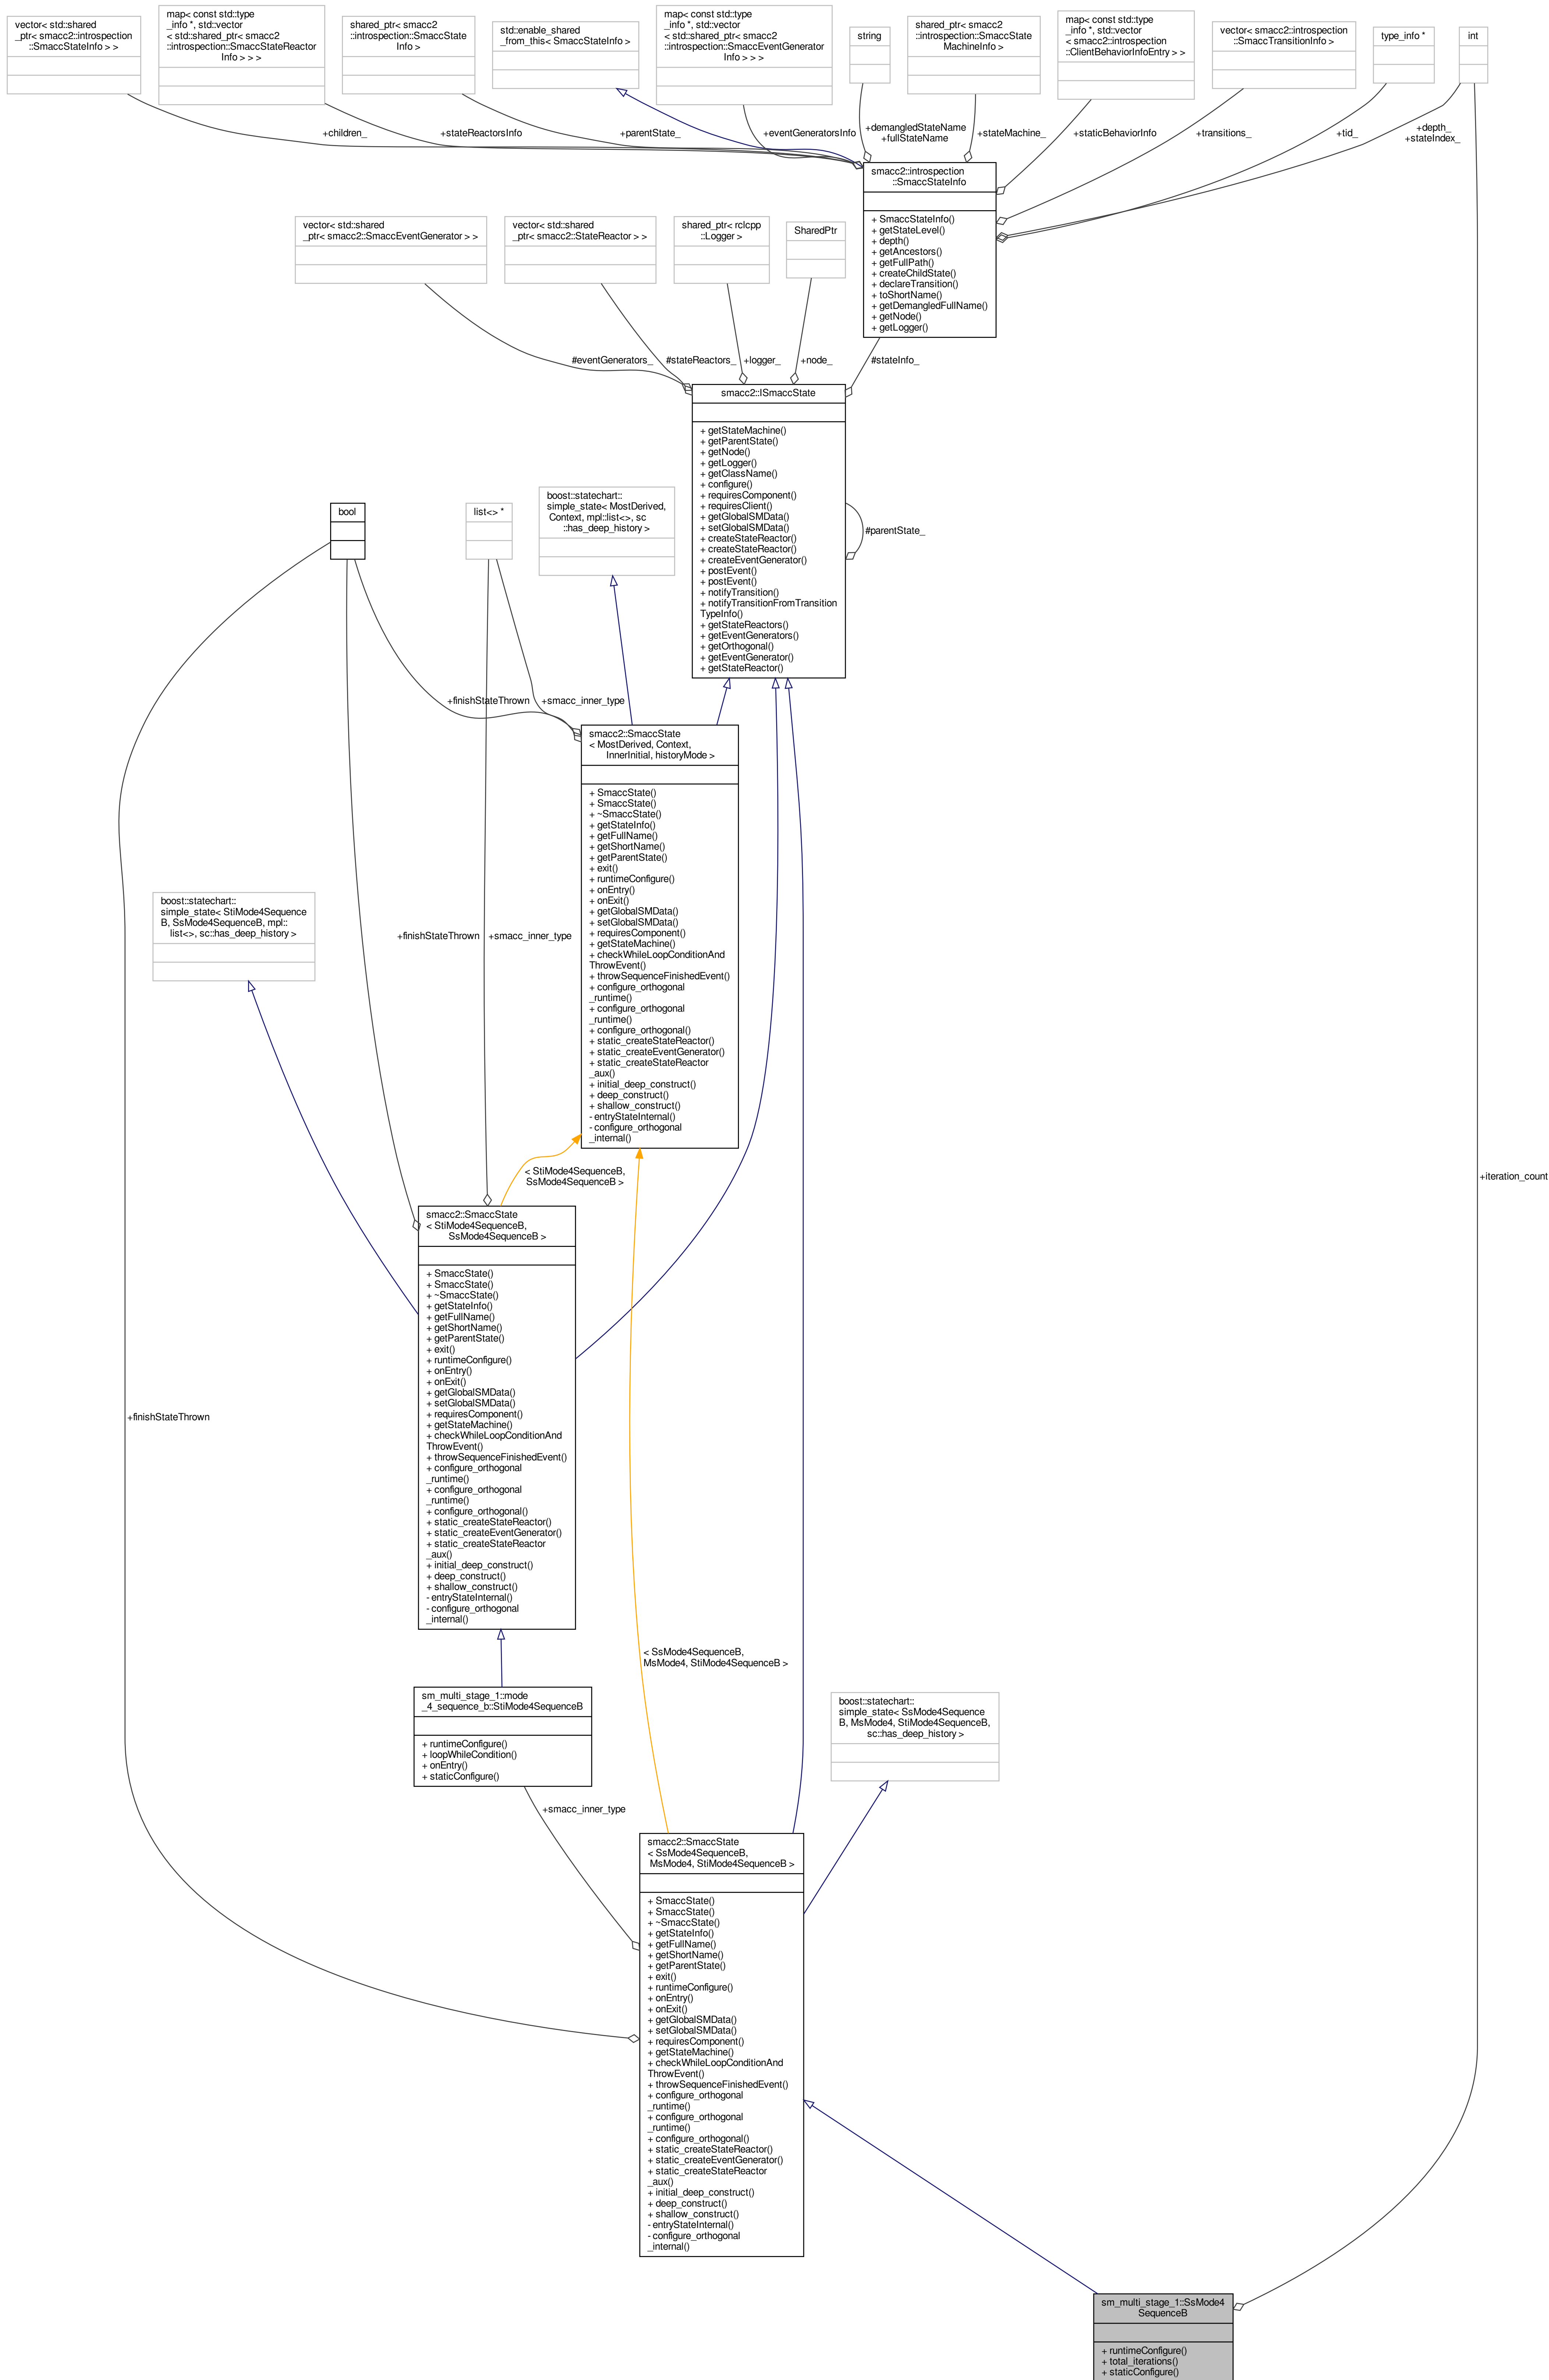 vector< std::shared
_ptr< smacc2::introspection
::SmaccStateInfo > >
map< const std::type
_info *, std::vector
< std::shared_ptr< smacc2
::introspection::SmaccStateReactor
Info > > >
shared_ptr< smacc2
::introspection::SmaccState
Info >
std::enable_shared
_from_this< SmaccStateInfo >
map< const std::type
_info *, std::vector
< std::shared_ptr< smacc2
::introspection::SmaccEventGenerator
Info > > >
string
shared_ptr< smacc2
::introspection::SmaccState
MachineInfo >
map< const std::type
_info *, std::vector
< smacc2::introspection
::ClientBehaviorInfoEntry > >
vector< smacc2::introspection
::SmaccTransitionInfo >
type_info *
int
+children_
+stateReactorsInfo
+parentState_
+eventGeneratorsInfo
+demangledStateName
+fullStateName
+stateMachine_
+staticBehaviorInfo
+transitions_
+tid_
+depth_
+stateIndex_
smacc2::introspection
::SmaccStateInfo
+ SmaccStateInfo()
+ getStateLevel()
+ depth()
+ getAncestors()
+ getFullPath()
+ createChildState()
+ declareTransition()
+ toShortName()
+ getDemangledFullName()
+ getNode()
+ getLogger()
vector< std::shared
_ptr< smacc2::SmaccEventGenerator > >
vector< std::shared
_ptr< smacc2::StateReactor > >
shared_ptr< rclcpp
::Logger >
SharedPtr
#eventGenerators_
#stateReactors_
+logger_
+node_
#stateInfo_
smacc2::ISmaccState
+ getStateMachine()
+ getParentState()
+ getNode()
+ getLogger()
+ getClassName()
+ configure()
+ requiresComponent()
+ requiresClient()
+ getGlobalSMData()
+ setGlobalSMData()
+ createStateReactor()
+ createStateReactor()
+ createEventGenerator()
+ postEvent()
+ postEvent()
+ notifyTransition()
+ notifyTransitionFromTransition
TypeInfo()
+ getStateReactors()
+ getEventGenerators()
+ getOrthogonal()
+ getEventGenerator()
+ getStateReactor()
#parentState_
bool
list<> *
boost::statechart::
simple_state< MostDerived,
Context, mpl::list<>, sc
::has_deep_history >
+finishStateThrown
+smacc_inner_type
smacc2::SmaccState
< MostDerived, Context,
InnerInitial, historyMode >
+ SmaccState()
+ SmaccState()
+ ~SmaccState()
+ getStateInfo()
+ getFullName()
+ getShortName()
+ getParentState()
+ exit()
+ runtimeConfigure()
+ onEntry()
+ onExit()
+ getGlobalSMData()
+ setGlobalSMData()
+ requiresComponent()
+ getStateMachine()
+ checkWhileLoopConditionAnd
ThrowEvent()
+ throwSequenceFinishedEvent()
+ configure_orthogonal
_runtime()
+ configure_orthogonal
_runtime()
+ configure_orthogonal()
+ static_createStateReactor()
+ static_createEventGenerator()
+ static_createStateReactor
_aux()
+ initial_deep_construct()
+ deep_construct()
+ shallow_construct()
- entryStateInternal()
- configure_orthogonal
_internal()
boost::statechart::
simple_state< StiMode4Sequence
B, SsMode4SequenceB, mpl::
list<>, sc::has_deep_history >
+finishStateThrown
+smacc_inner_type
< StiMode4SequenceB,
SsMode4SequenceB >
+iteration_count
smacc2::SmaccState
< StiMode4SequenceB,
SsMode4SequenceB >
+ SmaccState()
+ SmaccState()
+ ~SmaccState()
+ getStateInfo()
+ getFullName()
+ getShortName()
+ getParentState()
+ exit()
+ runtimeConfigure()
+ onEntry()
+ onExit()
+ getGlobalSMData()
+ setGlobalSMData()
+ requiresComponent()
+ getStateMachine()
+ checkWhileLoopConditionAnd
ThrowEvent()
+ throwSequenceFinishedEvent()
+ configure_orthogonal
_runtime()
+ configure_orthogonal
_runtime()
+ configure_orthogonal()
+ static_createStateReactor()
+ static_createEventGenerator()
+ static_createStateReactor
_aux()
+ initial_deep_construct()
+ deep_construct()
+ shallow_construct()
- entryStateInternal()
- configure_orthogonal
_internal()
+finishStateThrown
< SsMode4SequenceB,
MsMode4, StiMode4SequenceB >
sm_multi_stage_1::mode
_4_sequence_b::StiMode4SequenceB
+ runtimeConfigure()
+ loopWhileCondition()
+ onEntry()
+ staticConfigure()
boost::statechart::
simple_state< SsMode4Sequence
B, MsMode4, StiMode4SequenceB,
sc::has_deep_history >
+smacc_inner_type
smacc2::SmaccState
< SsMode4SequenceB,
MsMode4, StiMode4SequenceB >
+ SmaccState()
+ SmaccState()
+ ~SmaccState()
+ getStateInfo()
+ getFullName()
+ getShortName()
+ getParentState()
+ exit()
+ runtimeConfigure()
+ onEntry()
+ onExit()
+ getGlobalSMData()
+ setGlobalSMData()
+ requiresComponent()
+ getStateMachine()
+ checkWhileLoopConditionAnd
ThrowEvent()
+ throwSequenceFinishedEvent()
+ configure_orthogonal
_runtime()
+ configure_orthogonal
_runtime()
+ configure_orthogonal()
+ static_createStateReactor()
+ static_createEventGenerator()
+ static_createStateReactor
_aux()
+ initial_deep_construct()
+ deep_construct()
+ shallow_construct()
- entryStateInternal()
- configure_orthogonal
_internal()
sm_multi_stage_1::SsMode4
SequenceB
+ runtimeConfigure()
+ total_iterations()
+ staticConfigure()